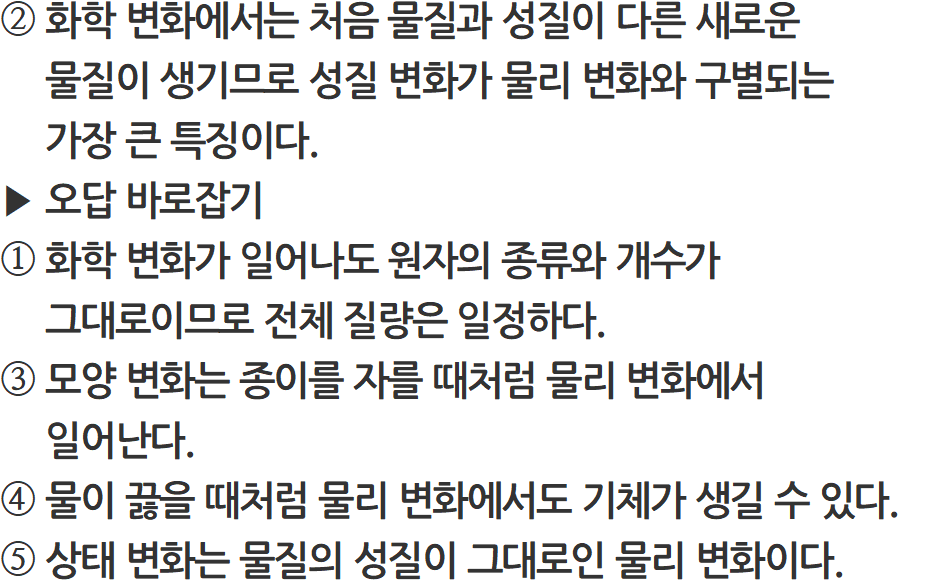 ② 화학 변화에서는 처음 물질과 성질이 다른 새로운
물질이 생기므로 성질 변화가 물리 변화와 구별되는
가장 큰 특징이다.
▶ 오답 바로잡기
① 화학 변화가 일어나도 원자의 종류와 개수가
그대로이므로 전체 질량은 일정하다.
③ 모양 변화는 종이를 자를 때처럼 물리 변화에서
일어난다.
④ 물이 끓을 때처럼 물리 변화에서도 기체가 생길 수 있다.
⑤ 상태 변화는 물질의 성질이 그대로인 물리 변화이다.